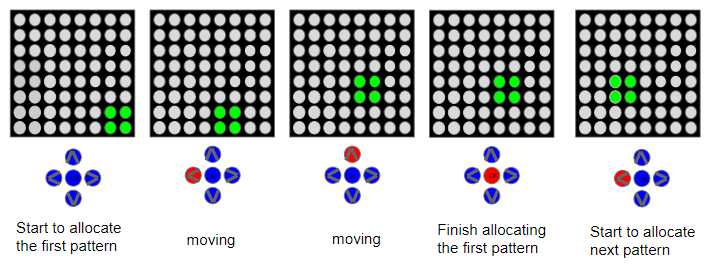 Start to allocate
the first pattern
moving
moving
Finish allocating
the first pattern
Start to allocate
next pattern